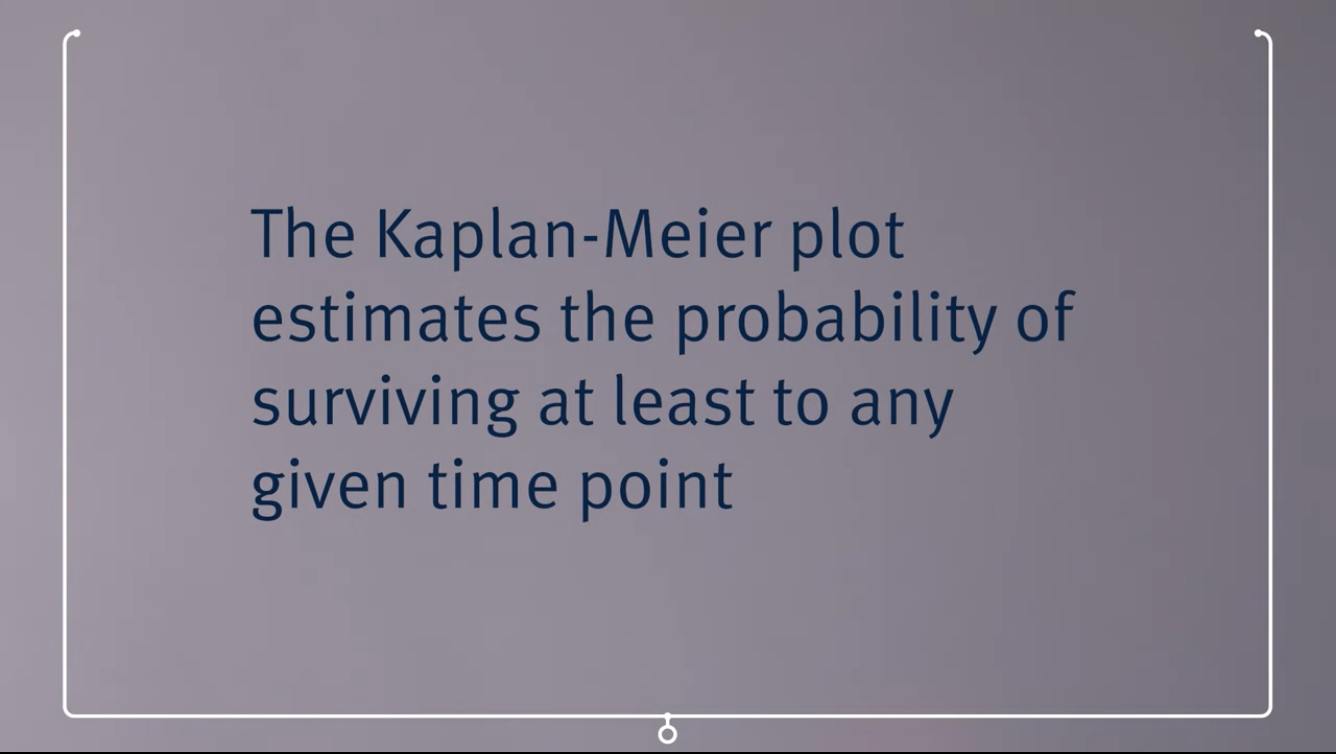 The Kaplan-Meier plot
estimates the probability of
surviving at least to any
given time point